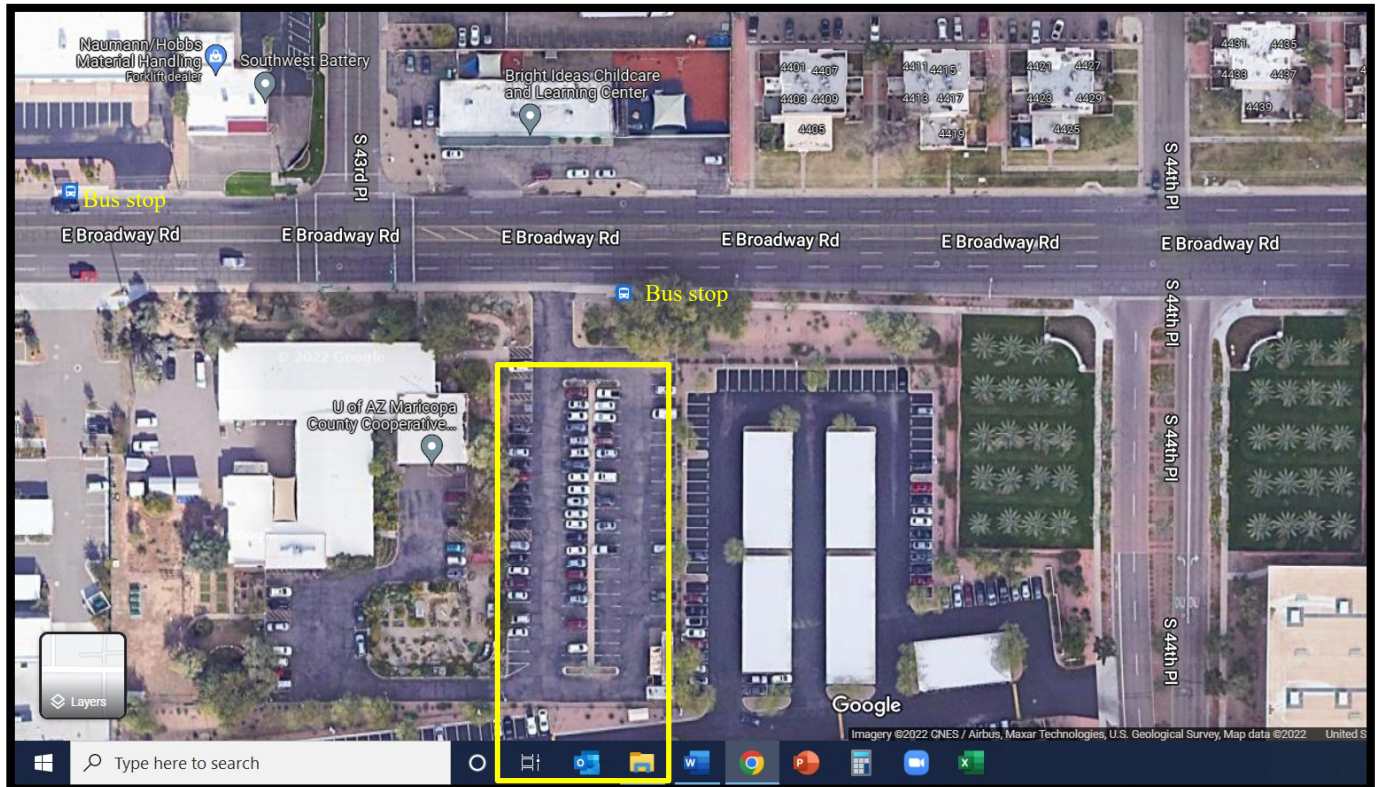 Naumann/Hobbs
Material Handling
Forklift dealer
Southwest Battery
Bright Ideas Childcare
and Learning Center
4401 4407
4403 4409
4405
4411 4415
4413 4417
4419
4421 4427
4423 4429
4425
4431 4435
4433 4437
4439
S 43rd Pl
S 44th Pl
Bus stop
E Broadway Rd
E Broadway Rd
E Broadway Rd
E Broadway Rd
E Broadway Rd
E Broadway Rd
Bus stop
S 44th Pl
© 2022 Google
U of AZ Maricopa
County Cooperative...
S 44th Pl
S 44th Pl
Layers
Google
Imagery ©2022 CNES / Airbus, Maxar Technologies, U.S. Geological Survey, Map data ©2022
United S
Type here to search